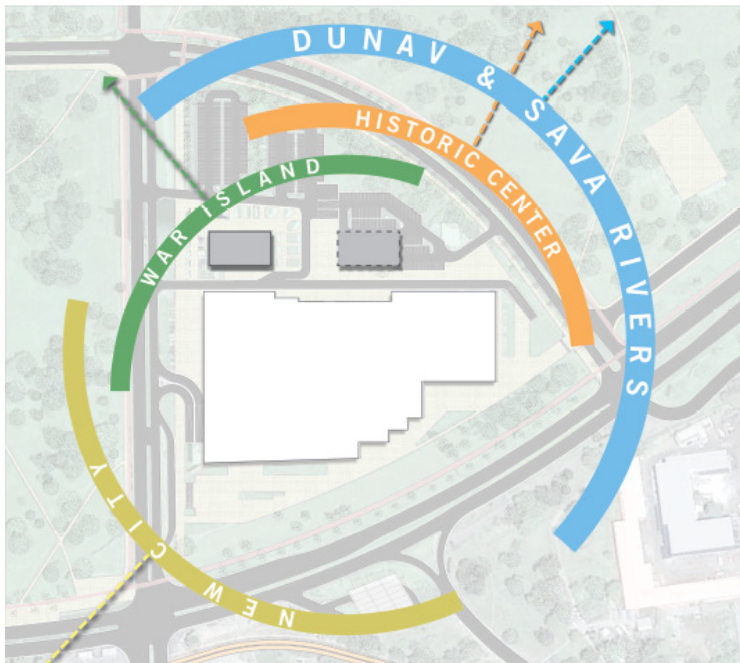 DUNAV & SAVA RIVERS
HISTORIC CENTER
WAR ISLAND
NEW CITY